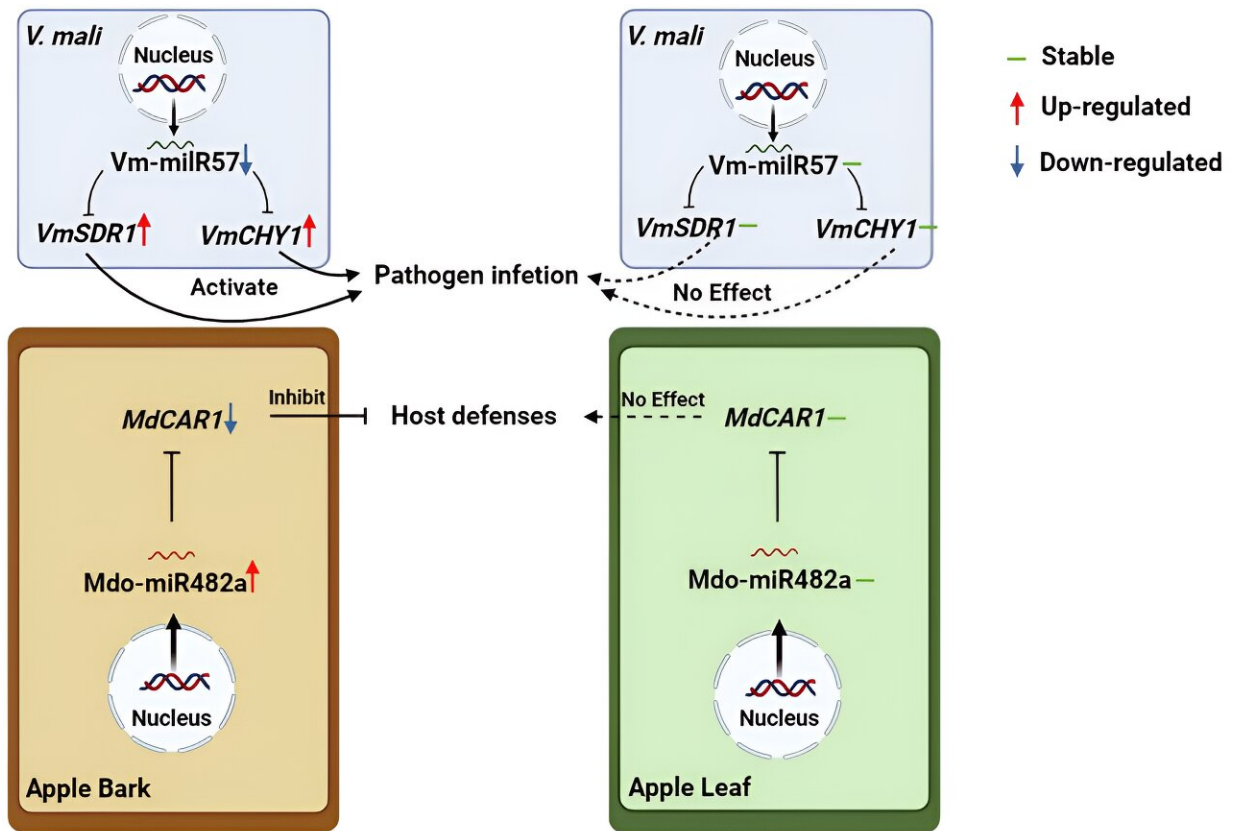 V. mali
Nucleus
Vm-milR57
VmSDR1
VmCHY1
Activate
Pathogen infetion
V. mali
Nucleus
Vm-milR57
VmSDR1
VmCHY1
No Effect
Stable
Up-regulated
Down-regulated
MdCAR1
Inhibit
Host defenses
No Effect
MdCAR1
Mdo-miR482a
Nucleus
Apple Bark
Mdo-miR482a
Nucleus
Apple Leaf